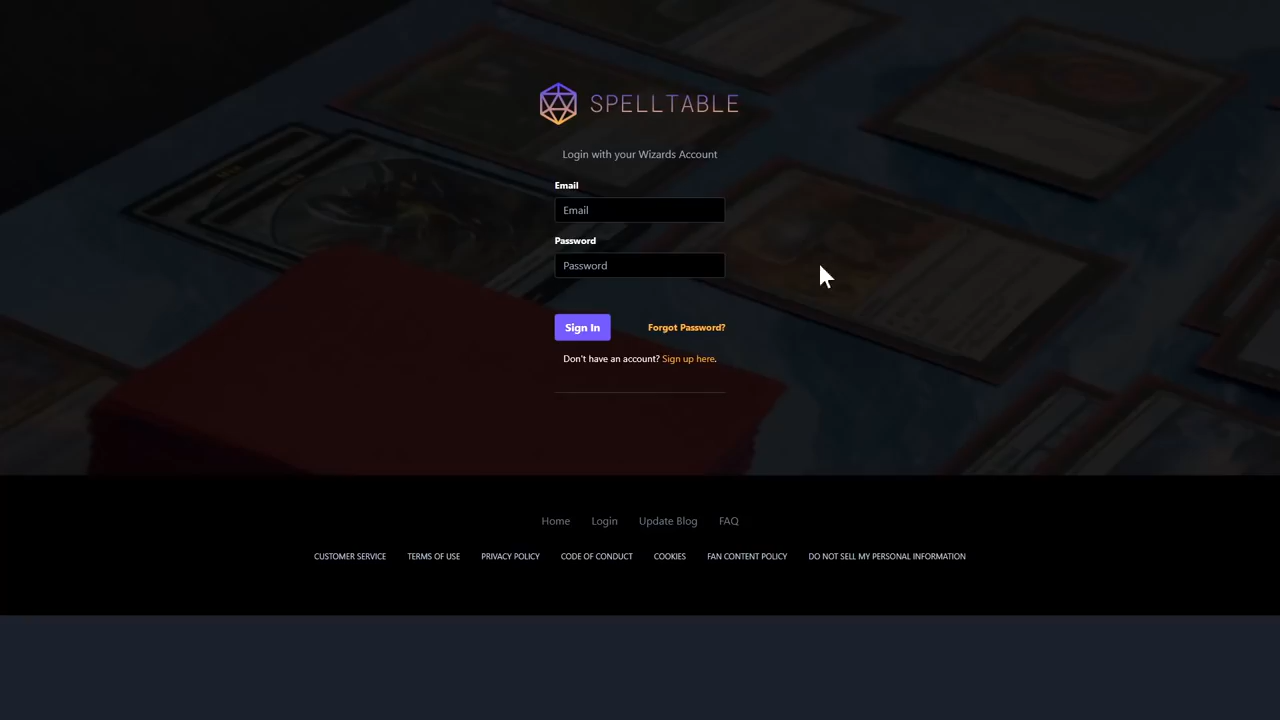 SPELLTABLE
Login with your Wizards Account
Email
Email
Password
Password
Sign In Forgot Password?
Don't have an account? Sign up here.
Home Login Update Blog FAQ
CUSTOMER SERVICE TERMS OF USE PRIVACY POLICY CODE OF CONDUCT COOKIES FAN CONTENT POLICY DO NOT SELL MY PERSONAL INFORMATION